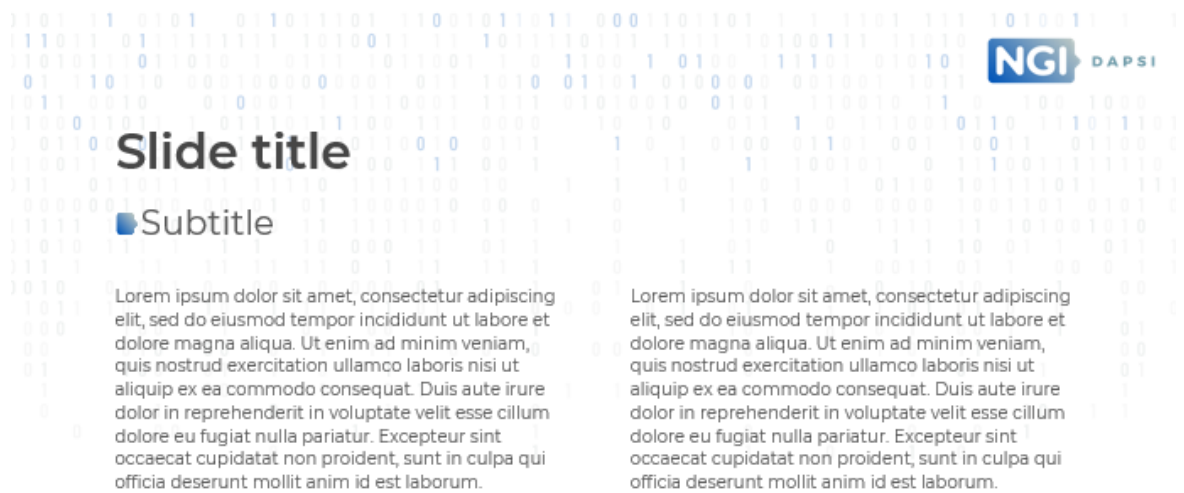 NGI DAPSI
Slide title
Subtitle
Lorem ipsum dolor sit amet, consectetur adipiscing
elit, sed do eiusmod tempor incididunt ut labore et
dolore magna aliqua. Ut enim ad minim veniam,
quis nostrud exercitation ullamco laboris nisi ut
aliquip ex ea commodo consequat. Duis aute irure
dolor in reprehenderit in voluptate velit esse cillum
dolore eu fugiat nulla pariatur. Excepteur sint
occaecat cupidatat non proident, sunt in culpa qui
officia deserunt mollit anim id est laborum.
Lorem ipsum dolor sit amet, consectetur adipiscing
elit, sed do eiusmod tempor incididunt ut labore et
dolore magna aliqua. Ut enim ad minim veniam,
quis nostrud exercitation ullamco laboris nisi ut
aliquip ex ea commodo consequat. Duis aute irure
dolor in reprehenderit in voluptate velit esse cillum
dolore eu fugiat nulla pariatur. Excepteur sint
occaecat cupidatat non proident, sunt in culpa qui
officia deserunt mollit anim id est laborum.